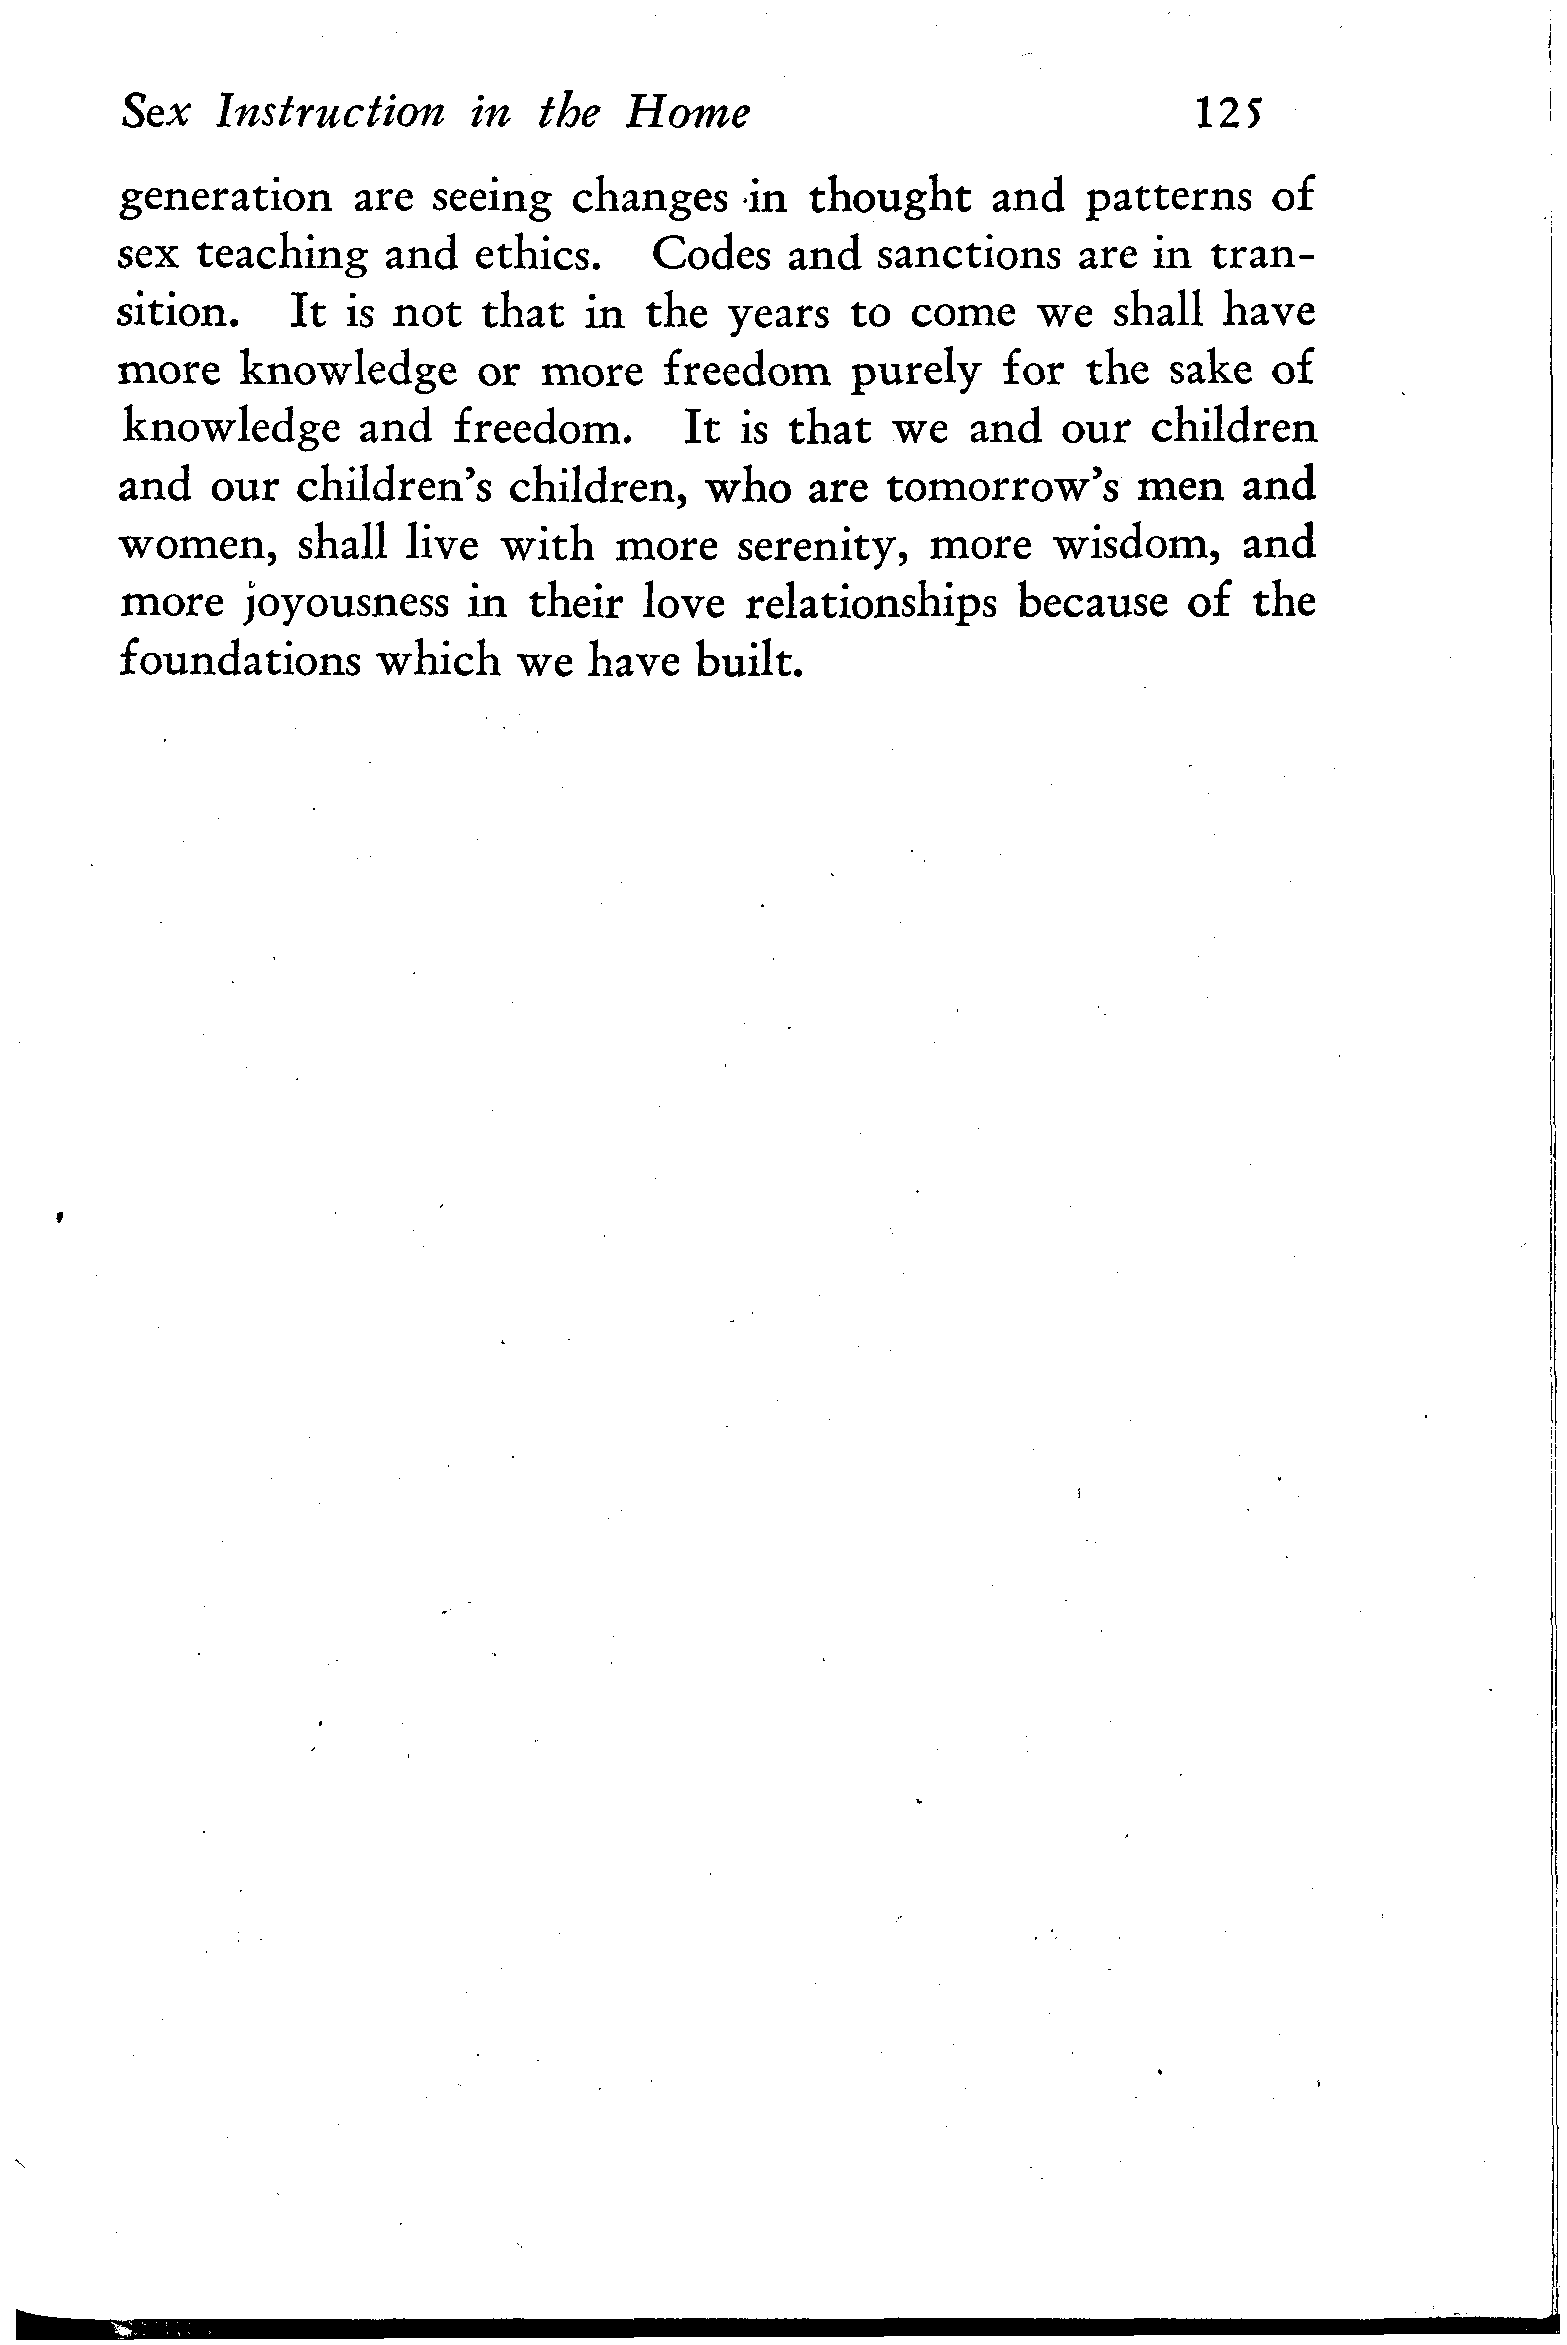 Sex Instruction in the Home 125
generation are seeing changes in thought and patterns of
sex teaching and ethics. Codes and sanctions are in tran-
sition. It is not that in the years to come we shall have
more knowledge or more freedom purely for the sake of
knowledge and freedom. It is that we and our children
and our children's children, who are tomorrow's men and
women, shall live with more serenity, more wisdom, and
more joyousness in their love relationships because of the
foundations which we have built.